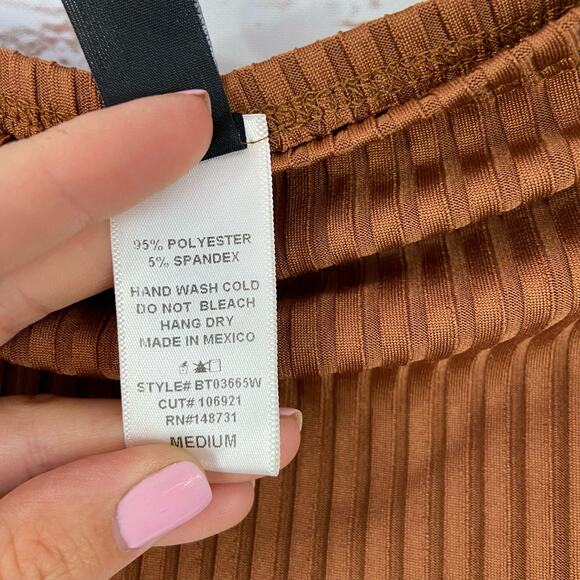 95% POLYESTER
5% SPANDEX
HAND WASH COLD
DO NOT BLEACH
HANG DRY
MADE IN MEXICO
STYLE# BT03665W
CUT# 106921
RN#148731
MEDIUM